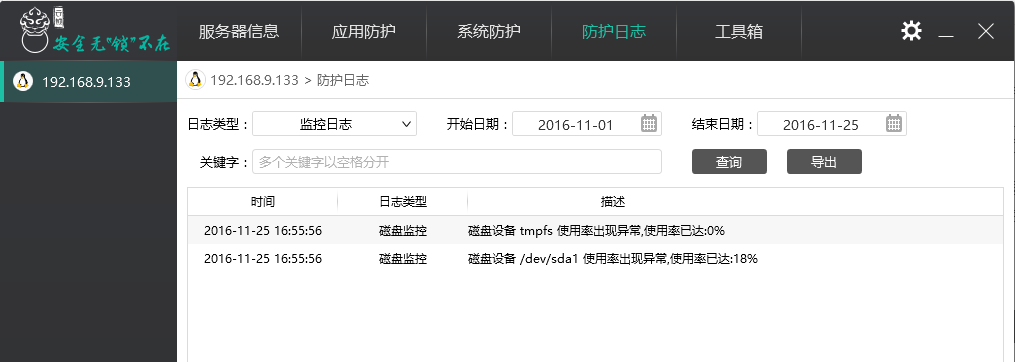 安全无"锁"不在
服务器信息
应用防护
系统防护
防护日志
工具箱
192.168.9.133
192.168.9.133 > 防护日志
日志类型： 监控日志 开始日期： 2016-11-01 结束日期： 2016-11-25
关键字： 多个关键字以空格分开 查询 导出
时间 日志类型 描述
2016-11-25 16:55:56 磁盘监控 磁盘设备 tmpfs 使用率出现异常,使用率已达:0%
2016-11-25 16:55:56 磁盘监控 磁盘设备 /dev/sda1 使用率出现异常,使用率已达:18%